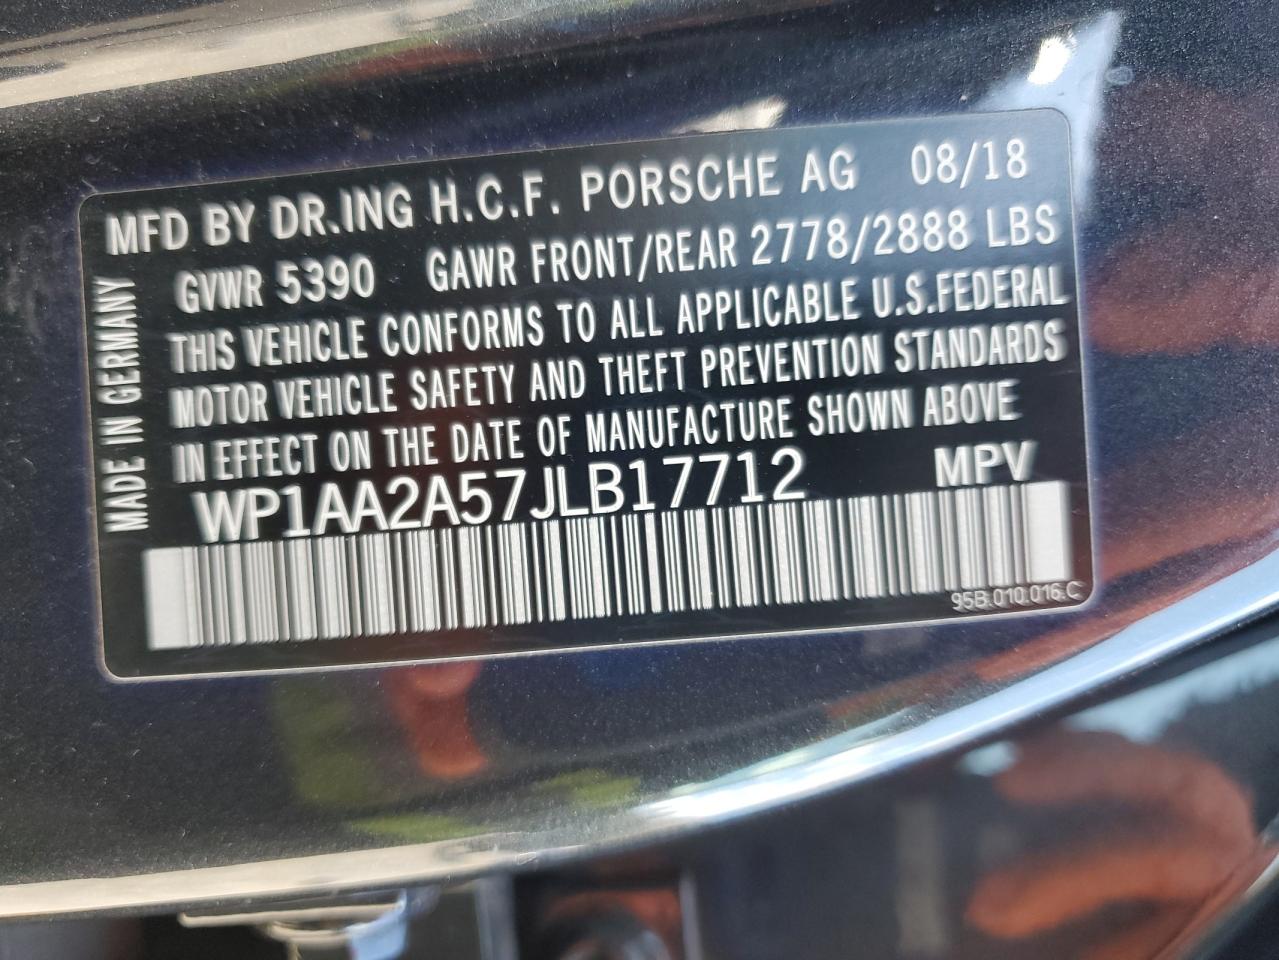 MFD BY DR.ING H.C.F. PORSCHE AG 08/18
GVWR 5390 GAWR FRONT/REAR 2778/2888 LBS
THIS VEHICLE CONFORMS TO ALL APPLICABLE U.S.FEDERAL
MOTOR VEHICLE SAFETY AND THEFT PREVENTION STANDARDS
IN EFFECT ON THE DATE OF MANUFACTURE SHOWN ABOVE
WP1AA2A57JLB17712 MPV
95B.010.016.C
MADE IN GERMANY